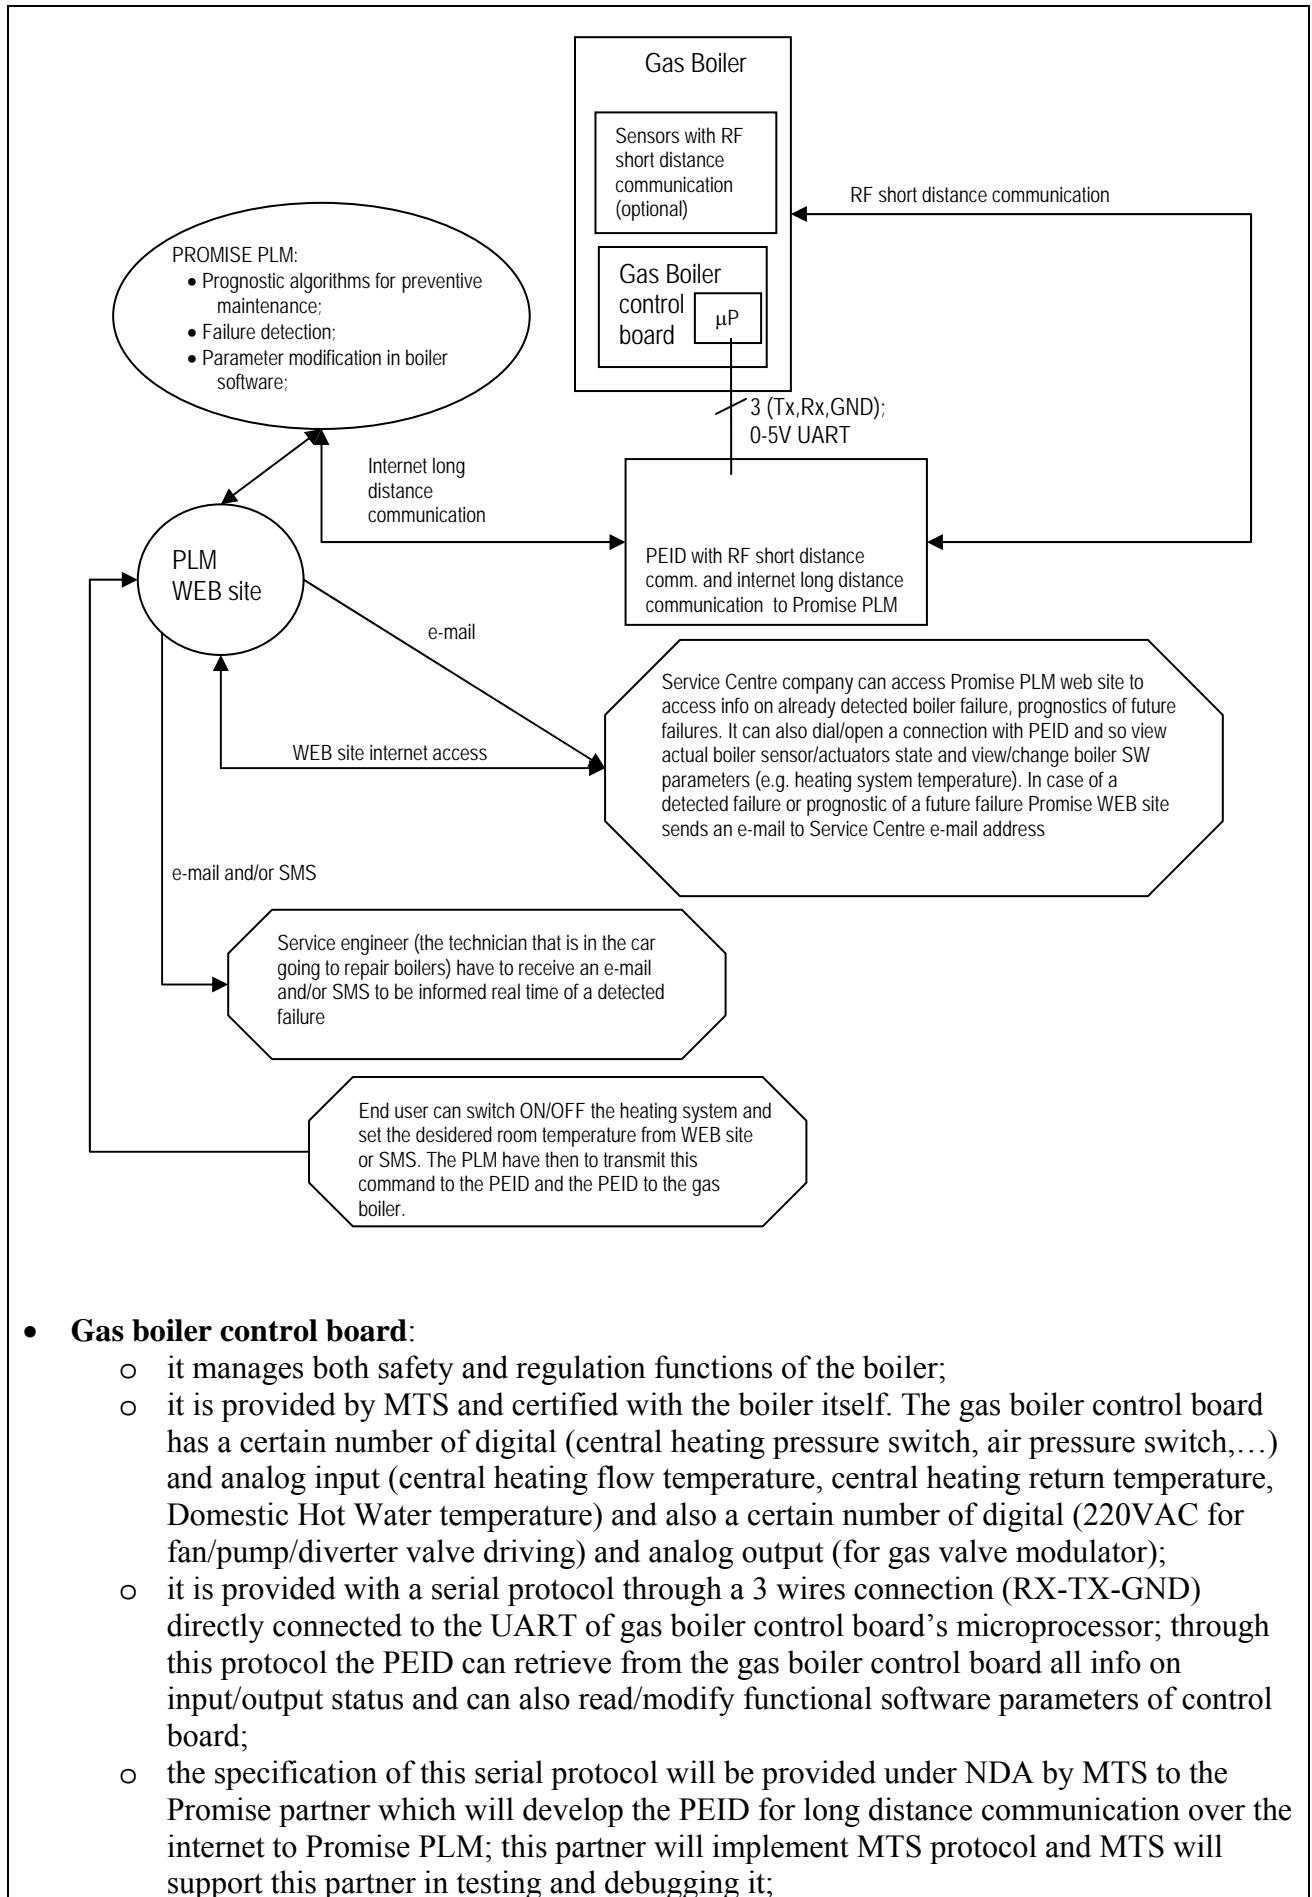 Gas Boiler
Sensors with RF
short distance
communication
(optional)
RF short distance communication
PROMISE PLM:
• Prognostic algorithms for preventive
maintenance;
• Failure detection;
• Parameter modification in boiler
software;
Gas Boiler
control
board
μP
3 (Tx,Rx,GND);
0-5V UART
Internet long
distance
communication
PEID with RF short distance
comm. and internet long distance
communication to Promise PLM
PLM
WEB site
e-mail
Service Centre company can access Promise PLM web site to
access info on already detected boiler failure, prognostics of future
failures. It can also dial/open a connection with PEID and so view
actual boiler sensor/actuators state and view/change boiler SW
parameters (e.g. heating system temperature). In case of a
detected failure or prognostic of a future failure Promise WEB site
sends an e-mail to Service Centre e-mail address
WEB site internet access
e-mail and/or SMS
Service engineer (the technician that is in the car
going to repair boilers) have to receive an e-mail
and/or SMS to be informed real time of a detected
failure
End user can switch ON/OFF the heating system and
set the desidered room temperature from WEB site
or SMS. The PLM have then to transmit this
command to the PEID and the PEID to the gas
boiler.
• Gas boiler control board:
o it manages both safety and regulation functions of the boiler;
o it is provided by MTS and certified with the boiler itself. The gas boiler control board
has a certain number of digital (central heating pressure switch, air pressure switch,…)
and analog input (central heating flow temperature, central heating return temperature,
Domestic Hot Water temperature) and also a certain number of digital (220VAC for
fan/pump/diverter valve driving) and analog output (for gas valve modulator);
o it is provided with a serial protocol through a 3 wires connection (RX-TX-GND)
directly connected to the UART of gas boiler control board’s microprocessor; through
this protocol the PEID can retrieve from the gas boiler control board all info on
input/output status and can also read/modify functional software parameters of control
board;
o the specification of this serial protocol will be provided under NDA by MTS to the
Promise partner which will develop the PEID for long distance communication over the
internet to Promise PLM; this partner will implement MTS protocol and MTS will
support this partner in testing and debugging it;